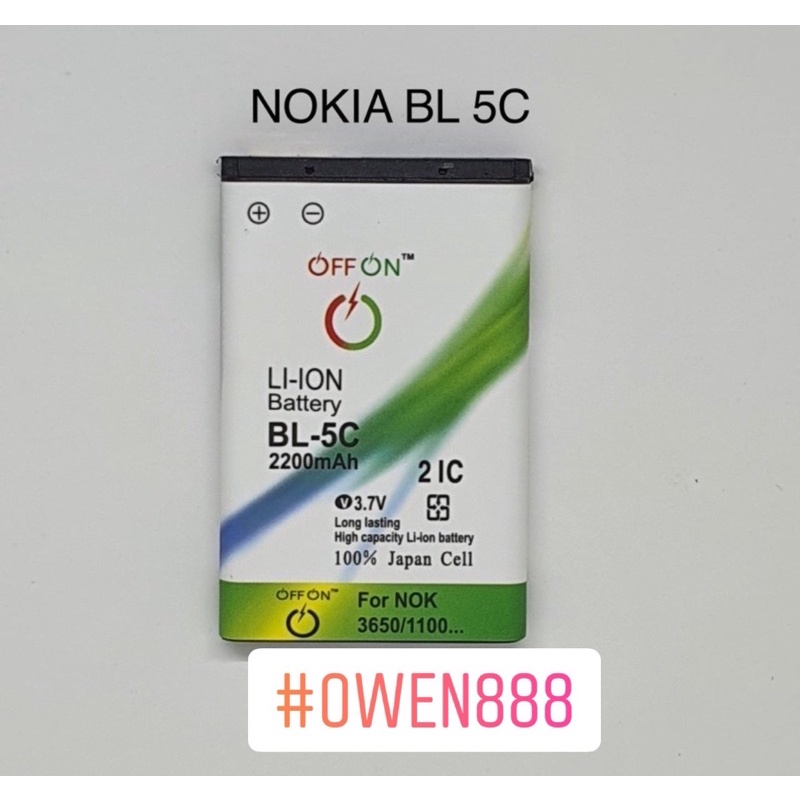 NOKIA BL 5C
OFF ON™
LI-ION
Battery
BL-5C
2200mAh
2 IC
V 3.7V
Long lasting
High capacity Li-ion battery
100% Japan Cell
OFF ON™
For NOK
3650/1100...
#OWEN888